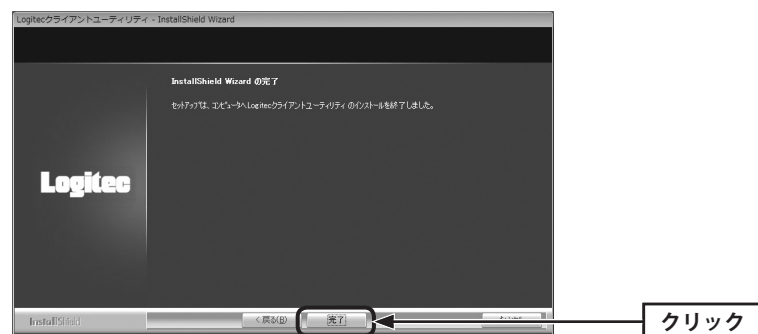 Logitecクライアントユーティリティ - InstallShield Wizard
InstallShield Wizard の完了
セットアップは、コンピュータへ Logitecクライアントユーティリティ のインストールを終了しました。
Logitec
InstallShield
< 戻る(B)
完了
クリック